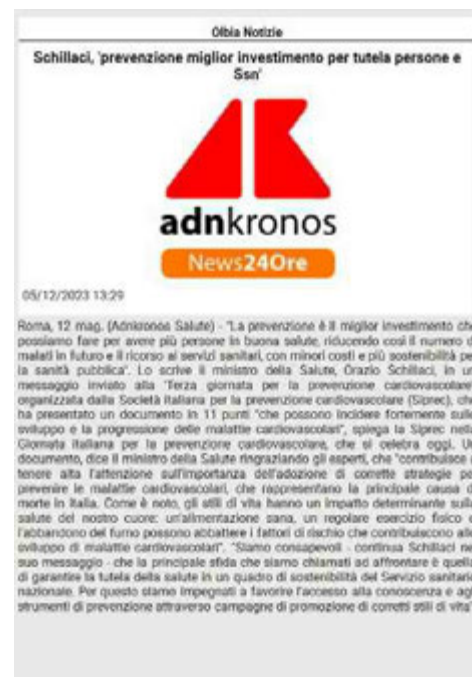 Olbia Notizie
Schillaci, 'prevenzione miglior investimento per tutela persone e
Ssn'
adnkronos
News24Ore
05/12/2023 13:29
Roma, 12 mag. (Adnkronos Salute) - "La prevenzione è il miglior investimento che
possiamo fare per avere più persone in buona salute, riducendo così il numero di
malati in futuro e il ricorso ai servizi sanitari, con minori costi e più sostenibilità per
la sanità pubblica". Lo scrive il ministro della Salute, Orazio Schillaci, in un
messaggio inviato alla "Terza giornata per la prevenzione cardiovascolare"
organizzata dalla Società italiana per la prevenzione cardiovascolare (Siprec), che
ha presentato un documento in 11 punti "che possono incidere fortemente sullo
sviluppo e la progressione delle malattie cardiovascolari", spiega la Siprec nella
Giornata italiana per la prevenzione cardiovascolare, che si celebra oggi. Un
documento, dice il ministro della Salute ringraziando gli esperti, che "contribuisce a
tenere alta l'attenzione sull'importanza dell'adozione di corrette strategie per
prevenire le malattie cardiovascolari, che rappresentano la principale causa di
morte in Italia. Come è noto, gli stili di vita hanno un impatto determinante sulla
salute del nostro cuore: un'alimentazione sana, un regolare esercizio fisico e
l'abbandono del fumo possono abbattere i fattori di rischio che contribuiscono allo
sviluppo di malattie cardiovascolari". "Siamo consapevoli - continua Schillaci nel
suo messaggio - che la principale sfida che siamo chiamati ad affrontare è quella
di garantire la tutela della salute in un quadro di sostenibilità del Servizio sanitario
nazionale. Per questo siamo impegnati a favorire l'accesso alla conoscenza e agli
strumenti di prevenzione attraverso campagne di promozione di corretti stili di vita"